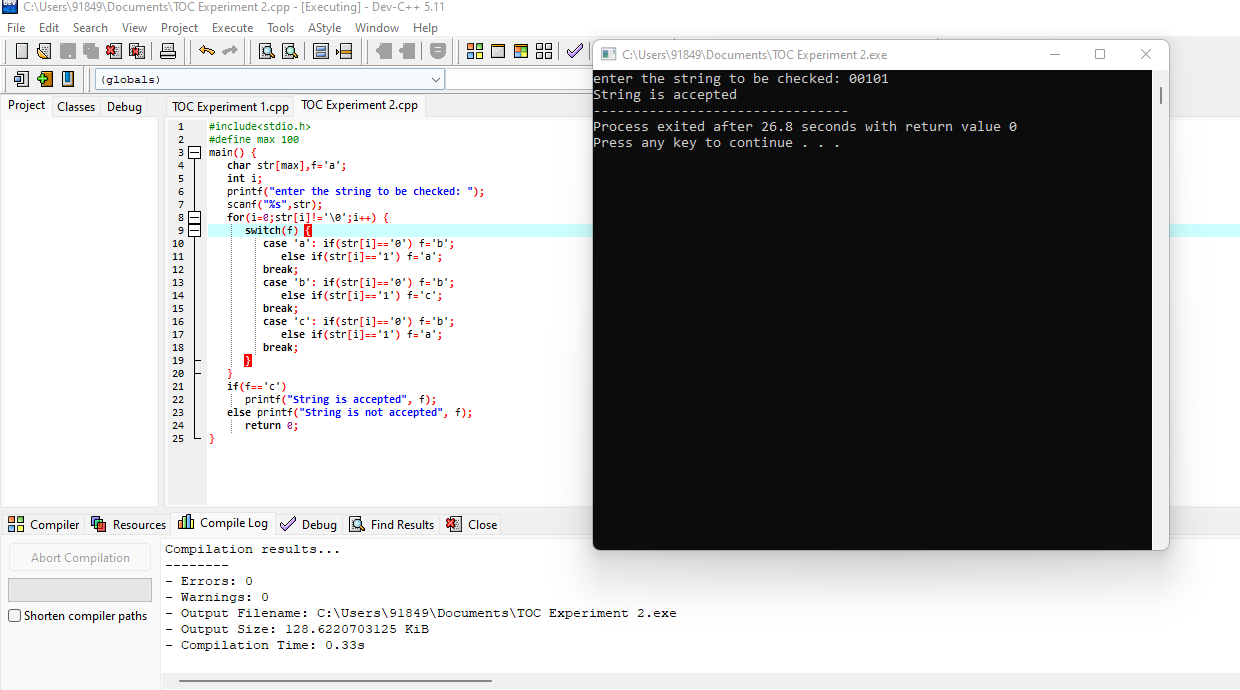 C:\Users\91849\Documents\TOC Experiment 2.cpp - [Executing] - Dev-C++ 5.11
File Edit Search View Project Execute Tools AStyle Window Help
(globals)
Project Classes Debug
TOC Experiment 1.cpp TOC Experiment 2.cpp
1 #include<stdio.h>
2 #define max 100
3 main() {
4 char str[max],f='a';
5 int i;
6 printf("enter the string to be checked: ");
7 scanf("%s",str);
8 for(i=0;str[i]!='\0';i++) {
9 switch(f) {
10 case 'a': if(str[i]=='0') f='b';
11 else if(str[i]=='1') f='a';
12 break;
13 case 'b': if(str[i]=='0') f='b';
14 else if(str[i]=='1') f='c';
15 break;
16 case 'c': if(str[i]=='0') f='b';
17 else if(str[i]=='1') f='a';
18 break;
19 }
20 }
21 if(f=='c')
22 printf("String is accepted", f);
23 else printf("String is not accepted", f);
24 return 0;
25 }
C:\Users\91849\Documents\TOC Experiment 2.exe
enter the string to be checked: 00101
String is accepted
--------------------------------
Process exited after 26.8 seconds with return value 0
Press any key to continue . . .
Compiler Resources Compile Log Debug Find Results Close
Abort Compilation
Shorten compiler paths
Compilation results...
--------
- Errors: 0
- Warnings: 0
- Output Filename: C:\Users\91849\Documents\TOC Experiment 2.exe
- Output Size: 128.6220703125 KiB
- Compilation Time: 0.33s